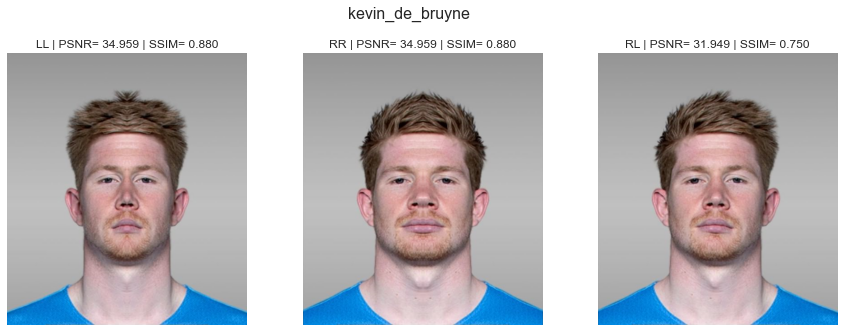 kevin_de_bruyne
LL | PSNR= 34.959 | SSIM= 0.880
RR | PSNR= 34.959 | SSIM= 0.880
RL | PSNR= 31.949 | SSIM= 0.750